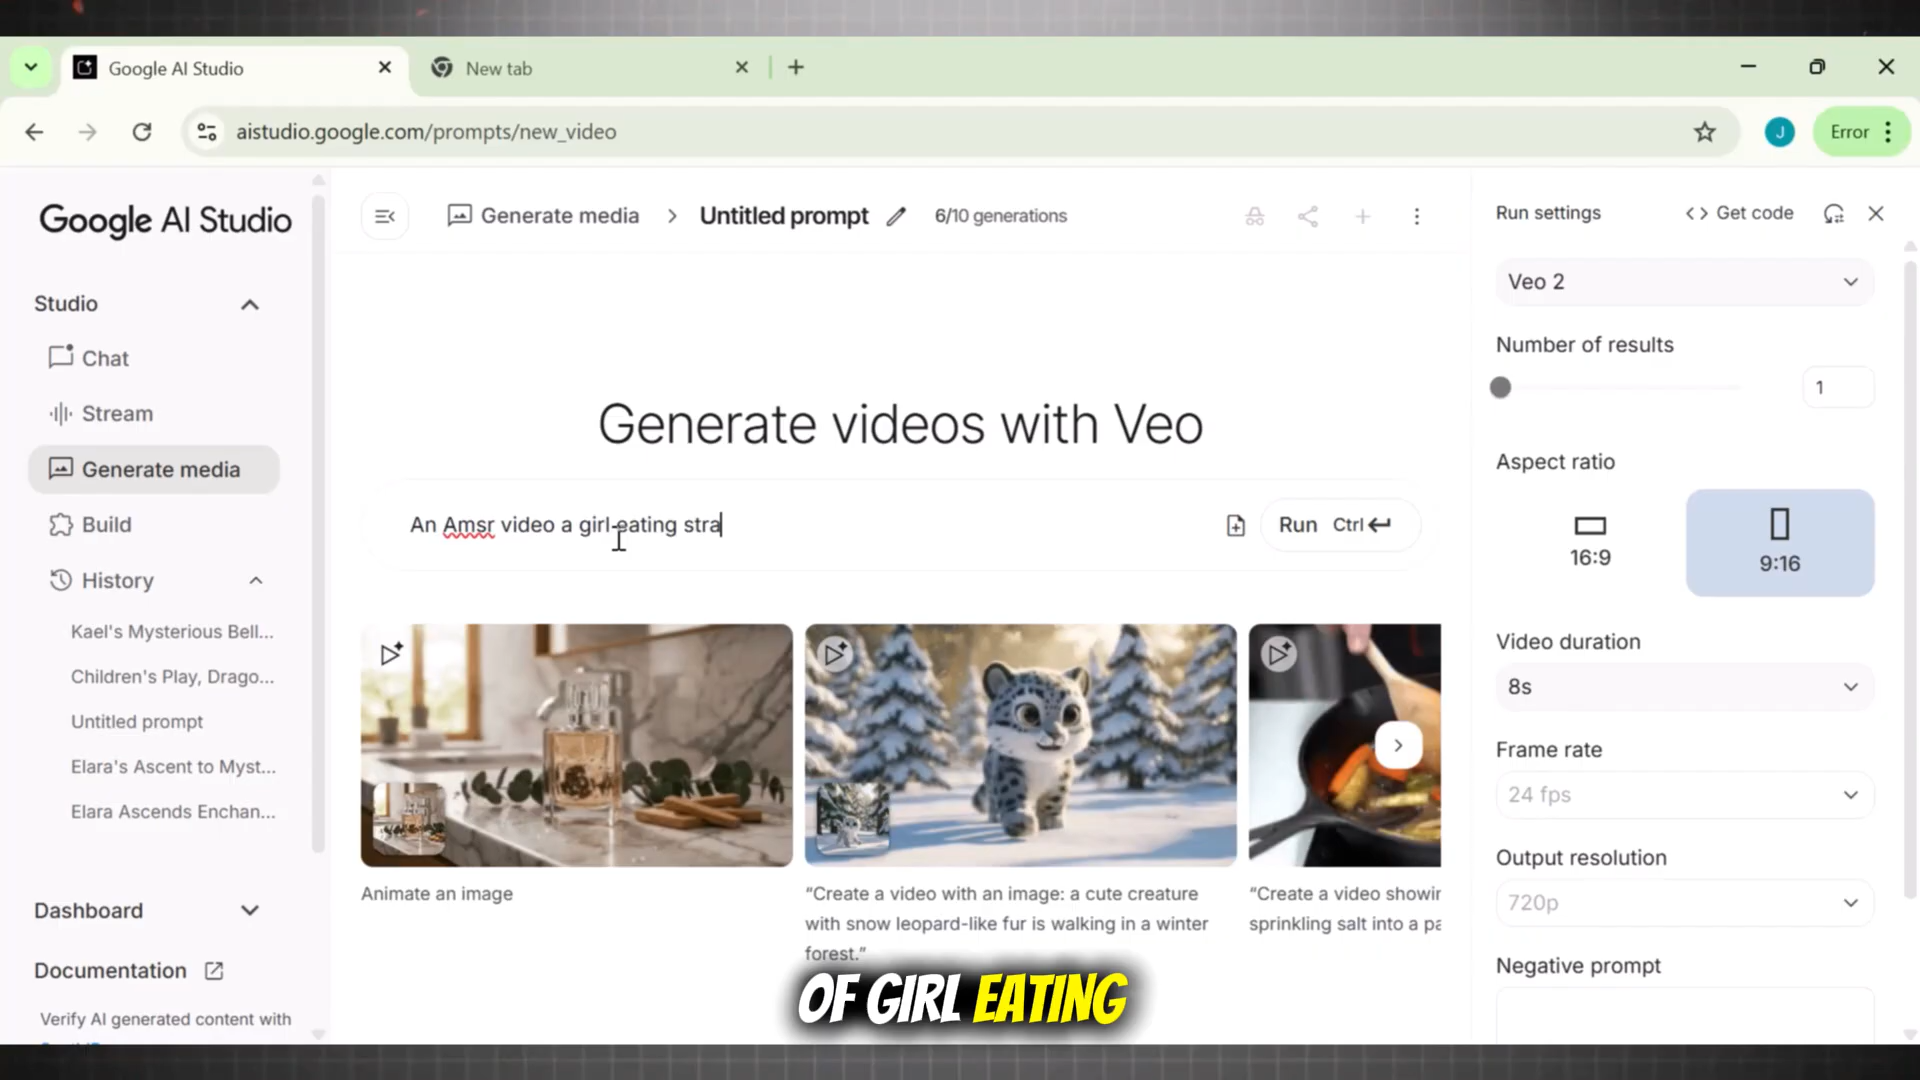 Google AI Studio
New tab
aistudio.google.com/prompts/new_video
J
Error
Google AI Studio
Generate media
Untitled prompt
6/10 generations
Run settings
Get code
Studio
Chat
Stream
Generate media
Build
History
Kael's Mysterious Bell...
Children's Play, Drago...
Untitled prompt
Elara's Ascent to Myst...
Elara Ascends Enchan...
Dashboard
Documentation
Verify AI generated content with
Generate videos with Veo
An Amsr video a girl eating stra
Run Ctrl
Animate an image
“Create a video with an image: a cute creature
with snow leopard-like fur is walking in a winter
forest.”
“Create a video showin
sprinkling salt into a pa
Veo 2
Number of results
1
Aspect ratio
16:9
9:16
Video duration
8s
Frame rate
24 fps
Output resolution
720p
Negative prompt
OF GIRL EATING